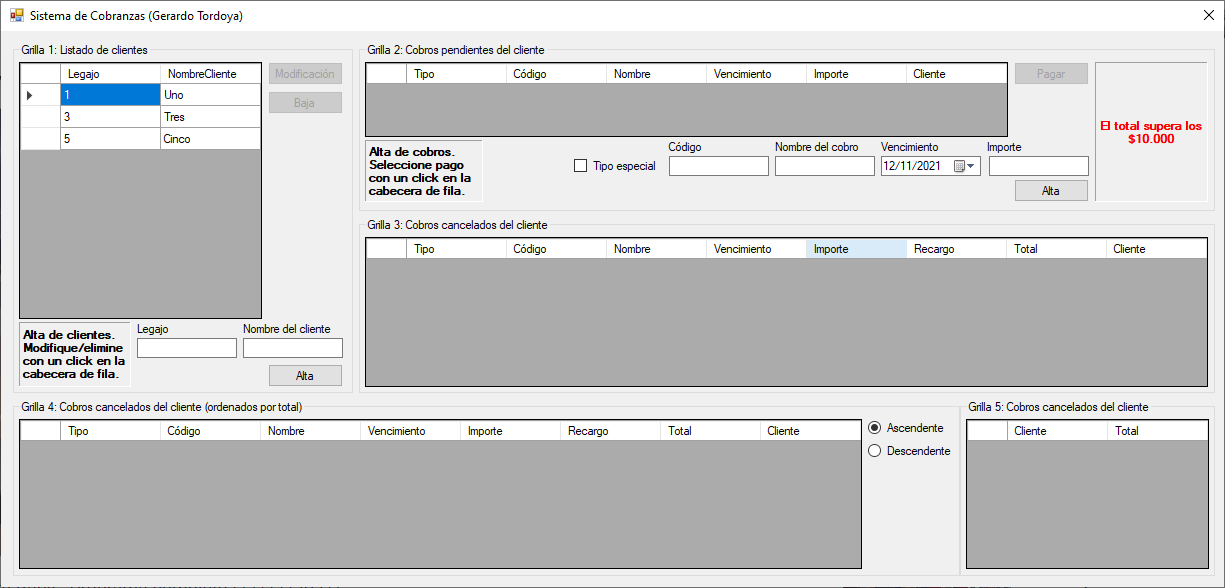 Sistema de Cobranzas (Gerardo Tordoya)
Grilla 1: Listado de clientes
Legajo NombreCliente
1 Uno
3 Tres
5 Cinco
Modificación
Baja
Alta de clientes.
Modifique/elimine
con un click en la
cabecera de fila.
Legajo Nombre del cliente
Alta
Grilla 2: Cobros pendientes del cliente
Tipo Código Nombre Vencimiento Importe Cliente
Pagar
El total supera los
$10.000
Alta de cobros.
Seleccione pago
con un click en la
cabecera de fila.
Tipo especial
Código Nombre del cobro Vencimiento Importe
12/11/2021
Alta
Grilla 3: Cobros cancelados del cliente
Tipo Código Nombre Vencimiento Importe Recargo Total Cliente
Grilla 4: Cobros cancelados del cliente (ordenados por total)
Tipo Código Nombre Vencimiento Importe Recargo Total Cliente
Ascendente
Descendente
Grilla 5: Cobros cancelados del cliente
Cliente Total